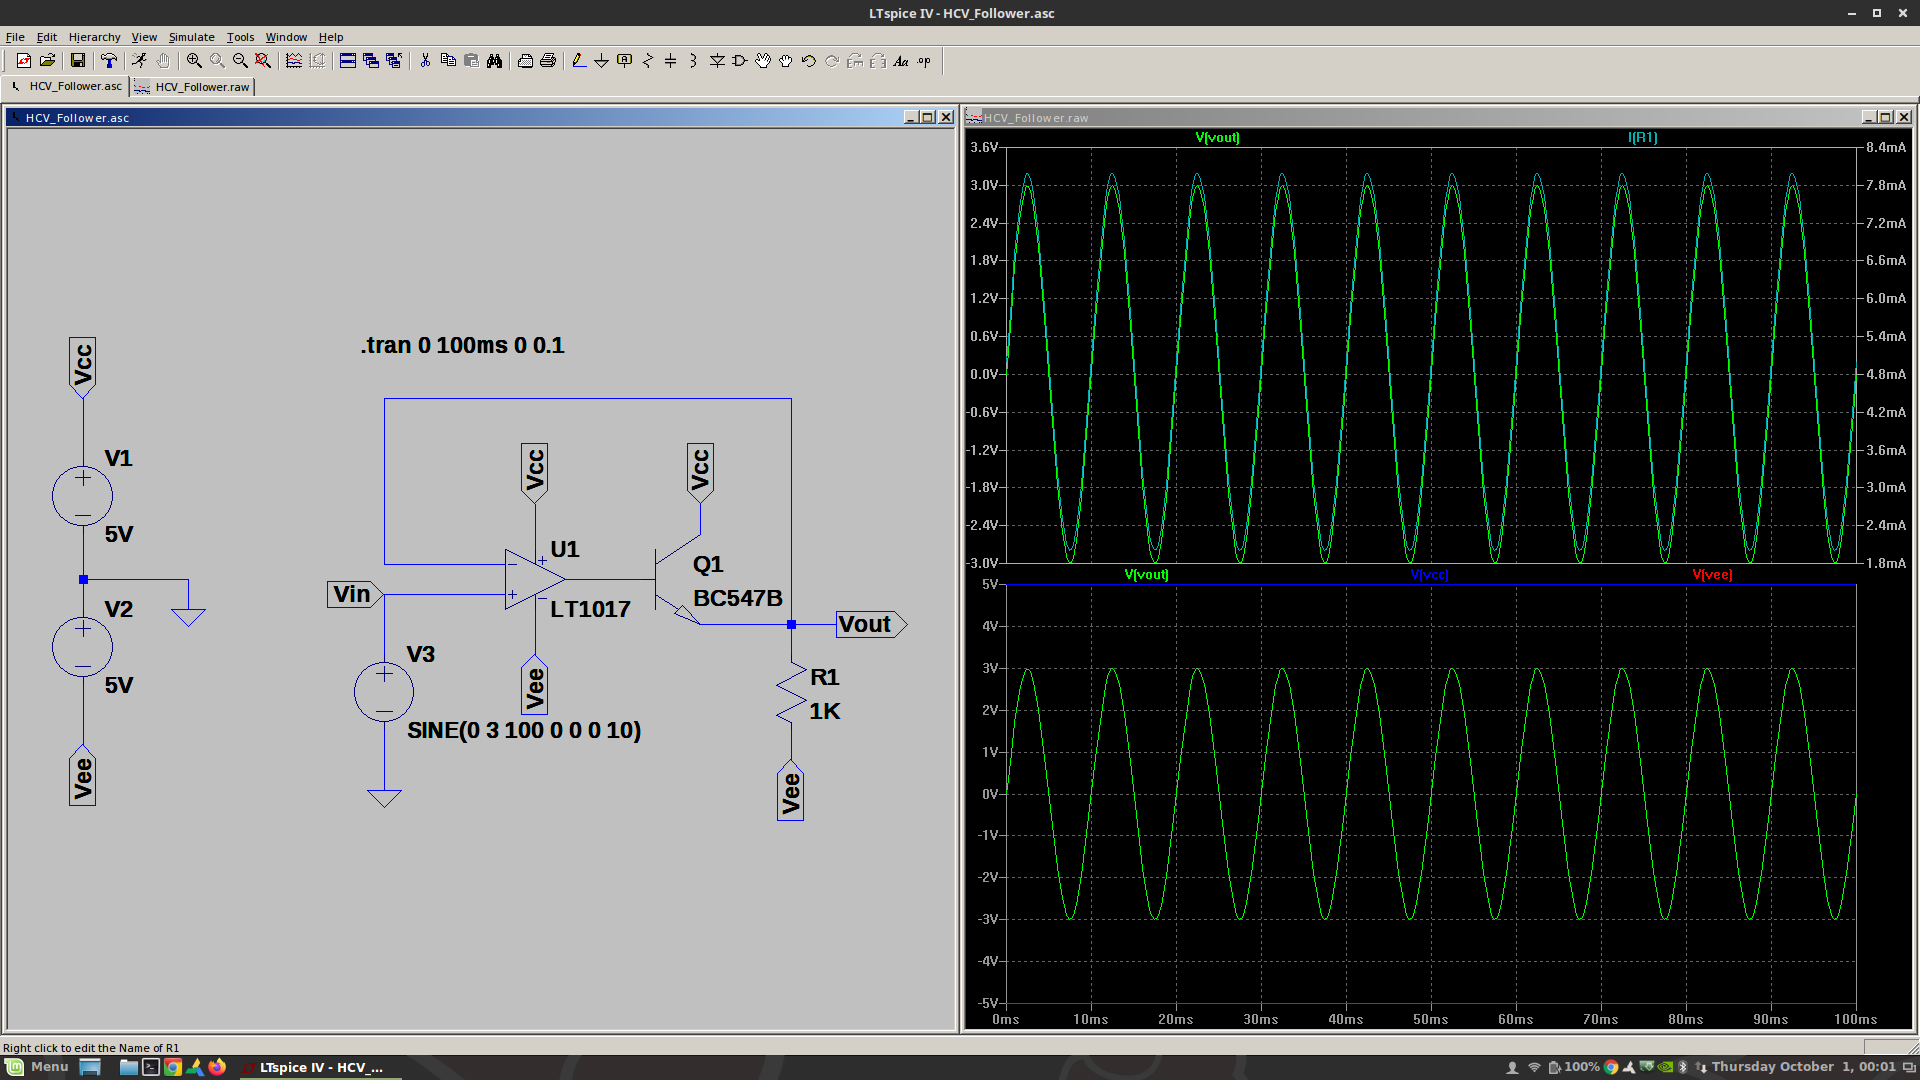 LTspice IV - HCV_Follower.asc
File Edit Hierarchy View Simulate Tools Window Help
Aa .op
HCV_Follower.asc HCV_Follower.raw
HCV_Follower.asc
Vcc
V1
5V
V2
5V
Vee
.tran 0 100ms 0 0.1
Vcc
Vcc
U1
LT1017
Q1
BC547B
Vin
V3
SINE(0 3 100 0 0 0 10)
Vee
Vout
R1
1K
Vee
HCV_Follower.raw
V(vout) I(R1)
3.6V 8.4mA
3.0V 7.8mA
2.4V 7.2mA
1.8V 6.6mA
1.2V 6.0mA
0.6V 5.4mA
0.0V 4.8mA
-0.6V 4.2mA
-1.2V 3.6mA
-1.8V 3.0mA
-2.4V 2.4mA
-3.0V 1.8mA
V(vout) V(vcc) V(vee)
5V
4V
3V
2V
1V
0V
-1V
-2V
-3V
-4V
-5V
0ms 10ms 20ms 30ms 40ms 50ms 60ms 70ms 80ms 90ms 100ms
Right click to edit the Name of R1
Menu LTspice IV - HCV_... 100% Thursday October 1, 00:01